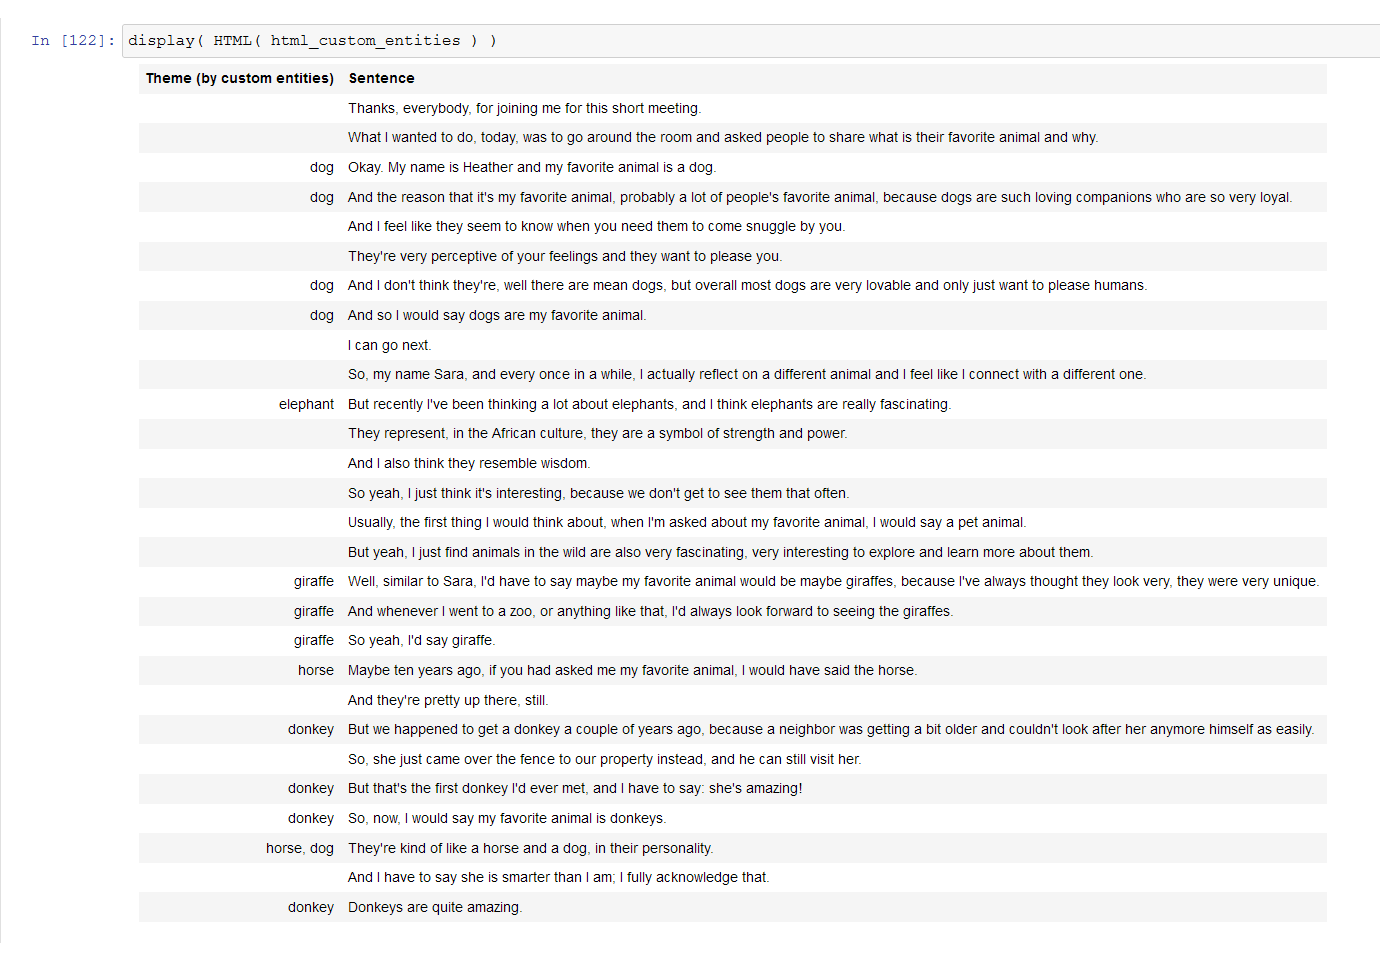 In [122]: display( HTML( html_custom_entities ) )
Theme (by custom entities) Sentence
Thanks, everybody, for joining me for this short meeting.
What I wanted to do, today, was to go around the room and asked people to share what is their favorite animal and why.
dog Okay. My name is Heather and my favorite animal is a dog.
dog And the reason that it's my favorite animal, probably a lot of people's favorite animal, because dogs are such loving companions who are so very loyal.
And I feel like they seem to know when you need them to come snuggle by you.
They're very perceptive of your feelings and they want to please you.
dog And I don't think they're, well there are mean dogs, but overall most dogs are very lovable and only just want to please humans.
dog And so I would say dogs are my favorite animal.
I can go next.
So, my name Sara, and every once in a while, I actually reflect on a different animal and I feel like I connect with a different one.
elephant But recently I've been thinking a lot about elephants, and I think elephants are really fascinating.
They represent, in the African culture, they are a symbol of strength and power.
And I also think they resemble wisdom.
So yeah, I just think it's interesting, because we don't get to see them that often.
Usually, the first thing I would think about, when I'm asked about my favorite animal, I would say a pet animal.
But yeah, I just find animals in the wild are also very fascinating, very interesting to explore and learn more about them.
giraffe Well, similar to Sara, I'd have to say maybe my favorite animal would be maybe giraffes, because I've always thought they look very, they were very unique.
giraffe And whenever I went to a zoo, or anything like that, I'd always look forward to seeing the giraffes.
giraffe So yeah, I'd say giraffe.
horse Maybe ten years ago, if you had asked me my favorite animal, I would have said the horse.
And they're pretty up there, still.
donkey But we happened to get a donkey a couple of years ago, because a neighbor was getting a bit older and couldn't look after her anymore himself as easily.
So, she just came over the fence to our property instead, and he can still visit her.
donkey But that's the first donkey I'd ever met, and I have to say: she's amazing!
donkey So, now, I would say my favorite animal is donkeys.
horse, dog They're kind of like a horse and a dog, in their personality.
And I have to say she is smarter than I am; I fully acknowledge that.
donkey Donkeys are quite amazing.